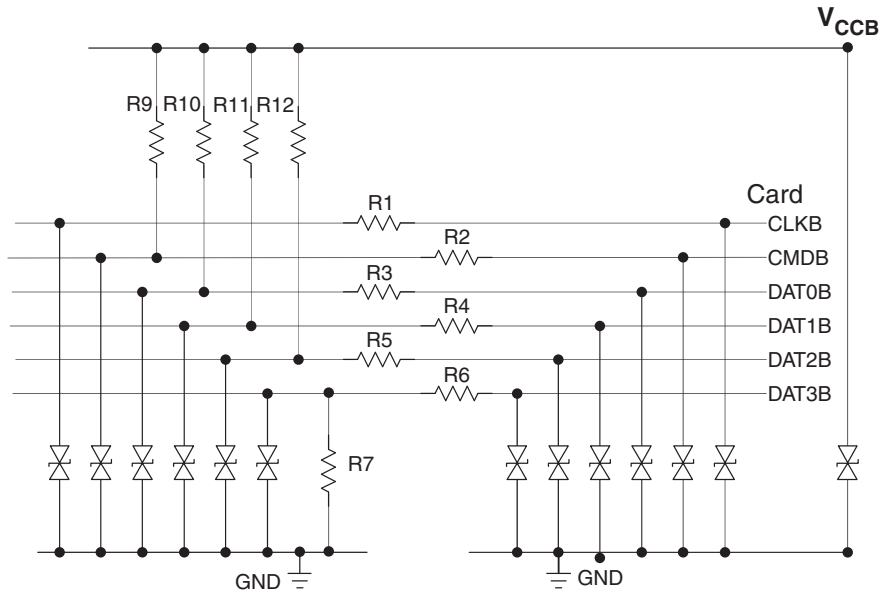 VCCB
R9 R10 R11 R12
Card
R1
CLKB
R2
CMDB
R3
DAT0B
R4
DAT1B
R5
DAT2B
R6
DAT3B
R7
GND
GND